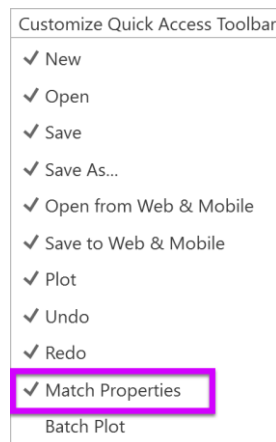 Customize Quick Access Toolbar
New
Open
Save
Save As...
Open from Web & Mobile
Save to Web & Mobile
Plot
Undo
Redo
Match Properties
Batch Plot